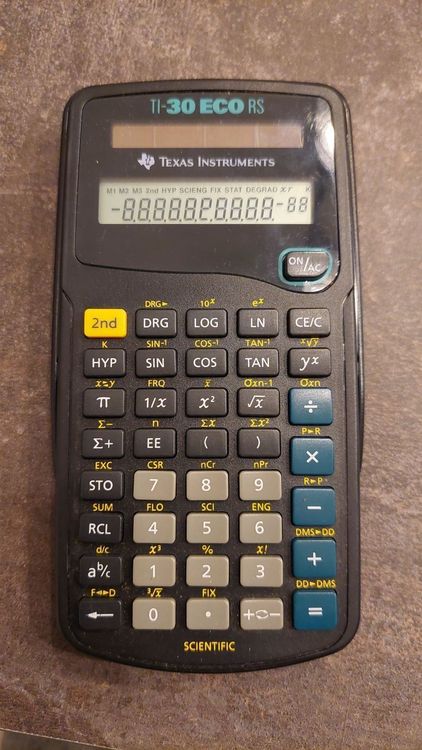 TI-30 ECO RS
TEXAS INSTRUMENTS
M1 M2 M3 2nd HYP SCIENG FIX STAT DEGRAD x r K
-8.8.8.8.8.8.8.8.8.8.-88
ON/AC
DRG► 10ˣ eˣ
2nd DRG LOG LN CE/C
K SIN⁻¹ COS⁻¹ TAN⁻¹ ˣ√y
HYP SIN COS TAN yˣ
x⇆y FRQ x̄ σxn-1 σxn
π 1/x x² √x ÷
Σ− n Σx Σx² P►R
Σ+ EE ( ) ×
EXC CSR nCr nPr R►P
STO 7 8 9 −
SUM FLO SCI ENG DMS►DD
RCL 4 5 6 +
d/c x³ % x! DD►DMS
ab/c 1 2 3 =
F◄►D ³√x FIX
← 0 . +⇆−
SCIENTIFIC